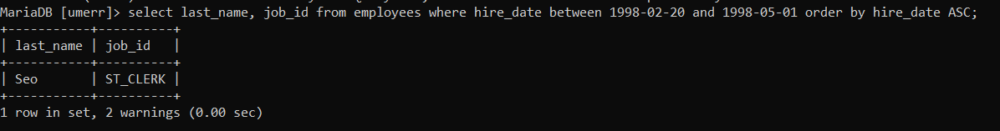 MariaDB [umerr]> select last_name, job_id from employees where hire_date between 1998-02-20 and 1998-05-01 order by hire_date ASC;
+-----------+----------+
| last_name | job_id   |
+-----------+----------+
| Seo       | ST_CLERK |
+-----------+----------+
1 row in set, 2 warnings (0.00 sec)